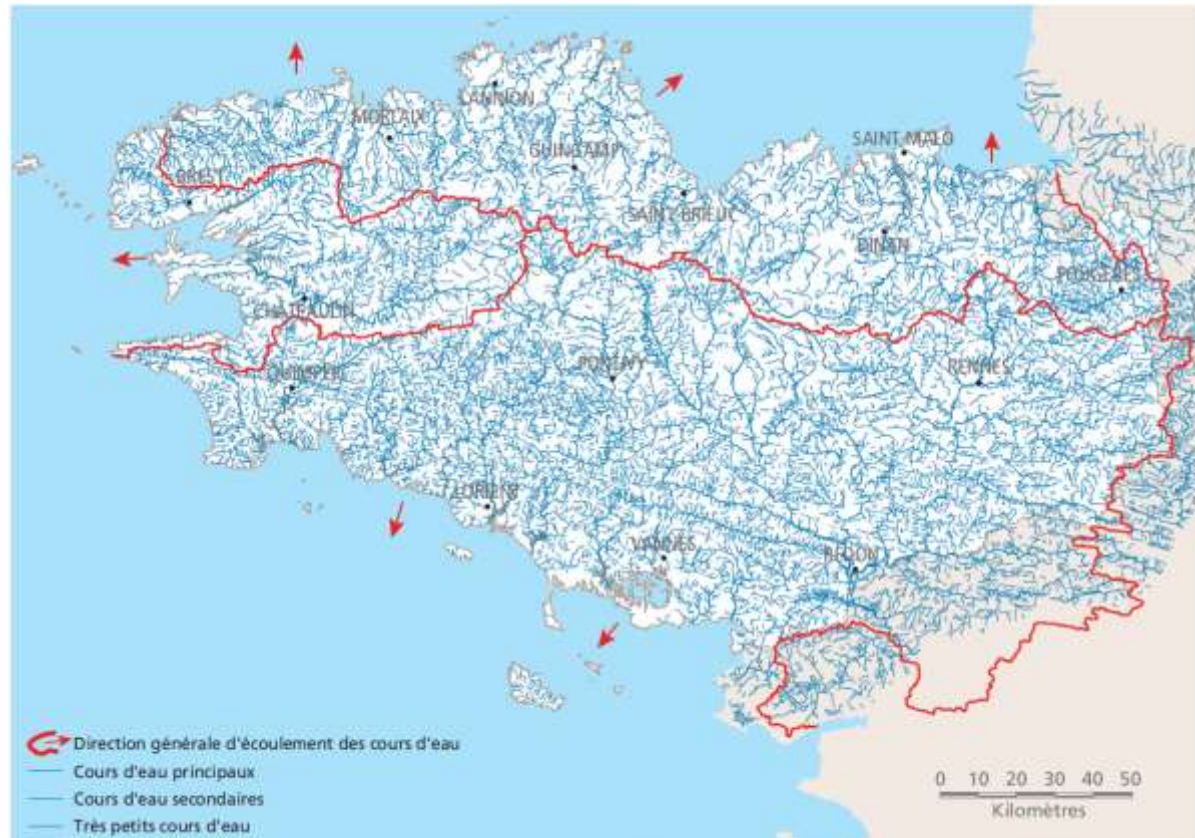 LANNION
MORLAIX
SAINT-MALO
GUINGAMP
BREST
SAINT-BRIEUC
DINAN
FOUGERES
CHATEAULIN
QUIMPER
PONTIVY
RENNES
LORIENT
VANNES
REDON
Direction générale d'écoulement des cours d'eau
Cours d'eau principaux
Cours d'eau secondaires
Très petits cours d'eau
0 10 20 30 40 50
Kilomètres